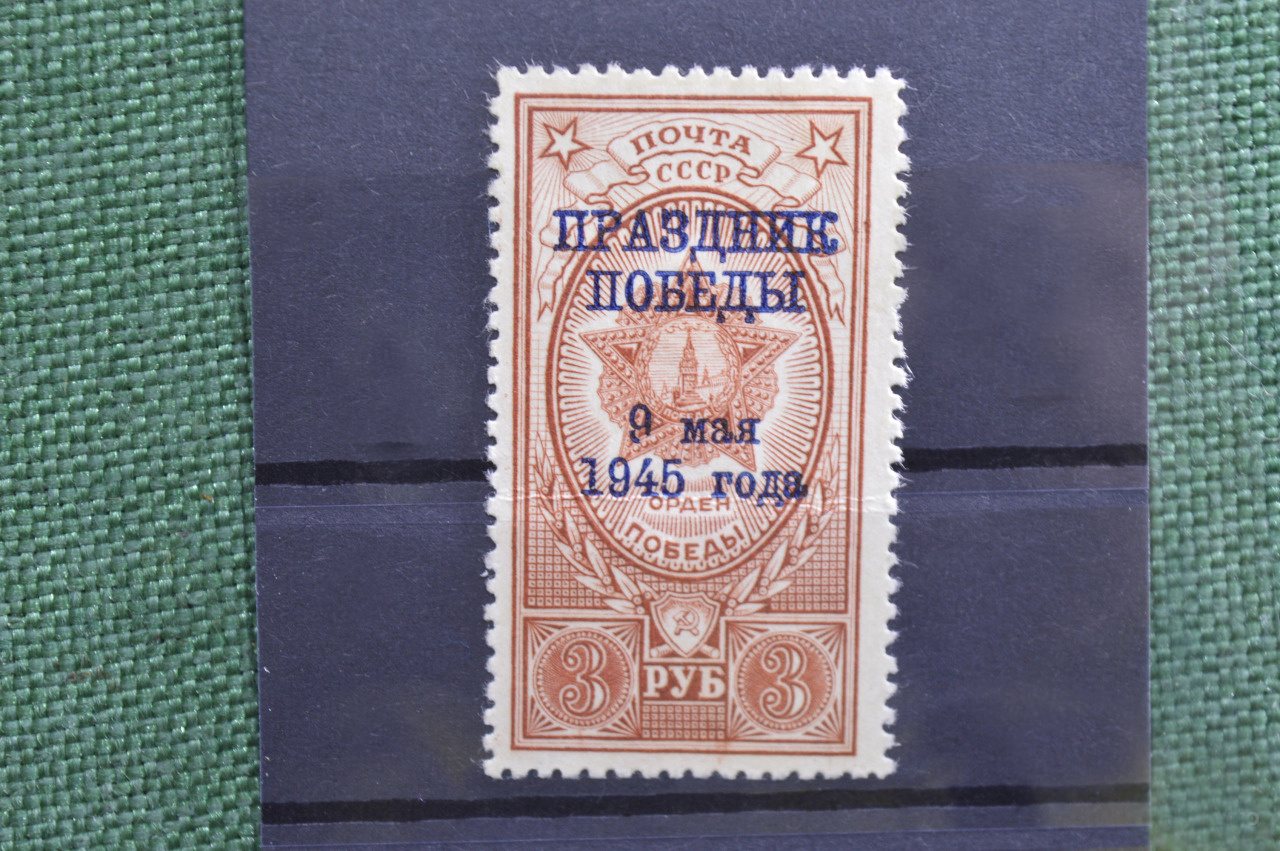 ПОЧТА
СССР
ПРАЗДНИК
ПОБЕДЫ
9 мая
1945 года
ОРДЕН
ПОБЕДЫ
3 РУБ 3